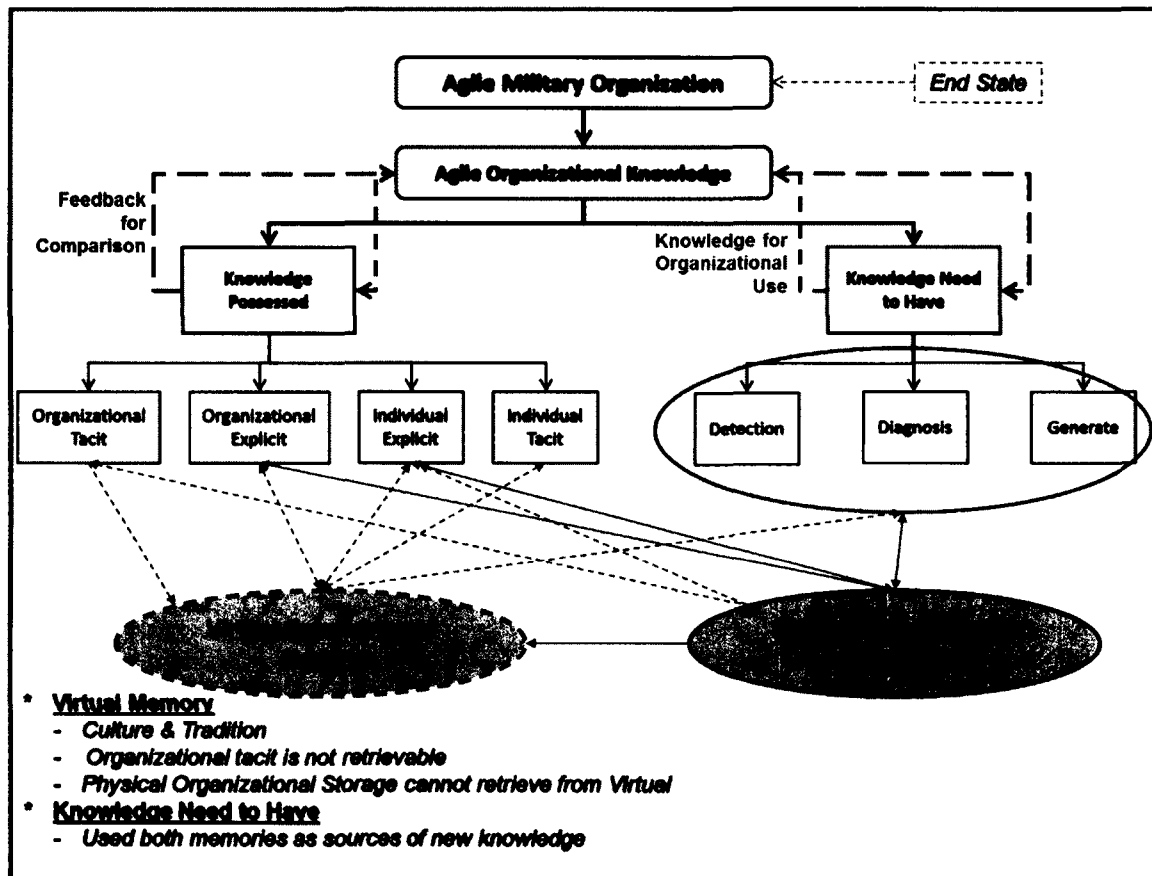 Agile Military Organization
End State
Agile Organizational Knowledge
Feedback
for
Comparison
Knowledge for
Organizational
Use
Knowledge
Possessed
Knowledge Need
to Have
Organizational
Tacit
Organizational
Explicit
Individual
Explicit
Individual
Tacit
Detection
Diagnosis
Generate
* Virtual Memory
- Culture & Tradition
- Organizational tacit is not retrievable
- Physical Organizational Storage cannot retrieve from Virtual
* Knowledge Need to Have
- Used both memories as sources of new knowledge